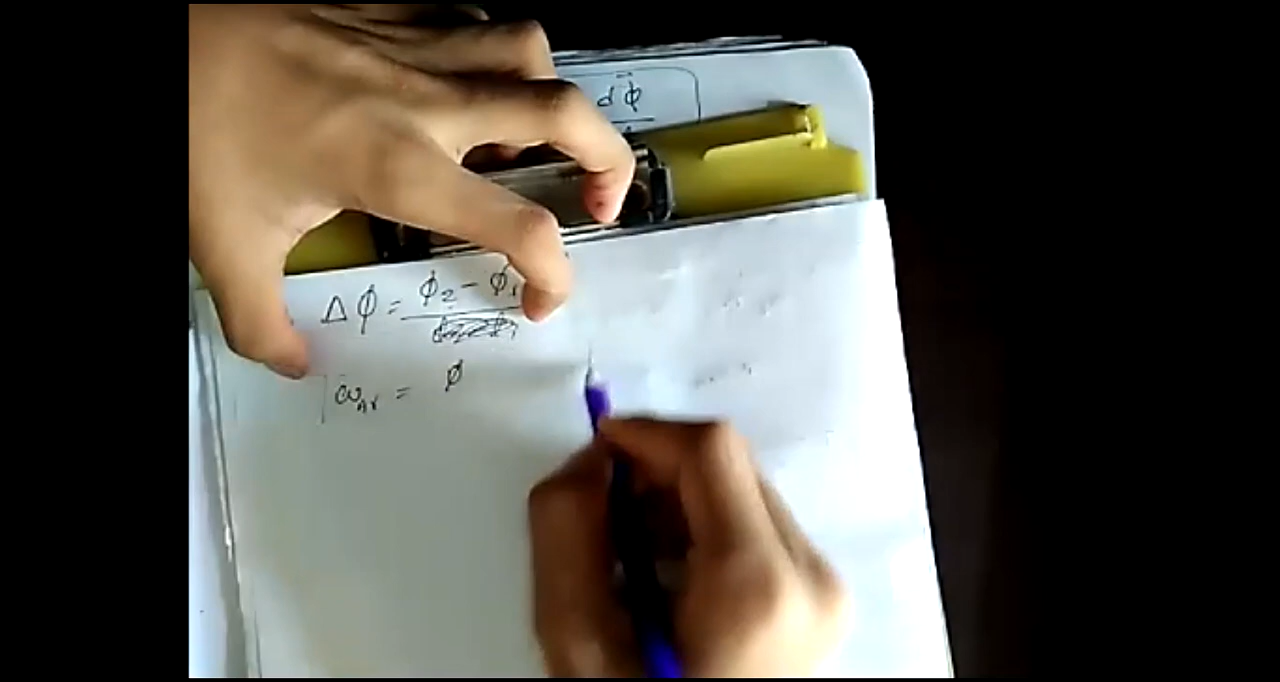 dφ⃗
Δφ = φ₂ - φ₁
ω_Av = φ